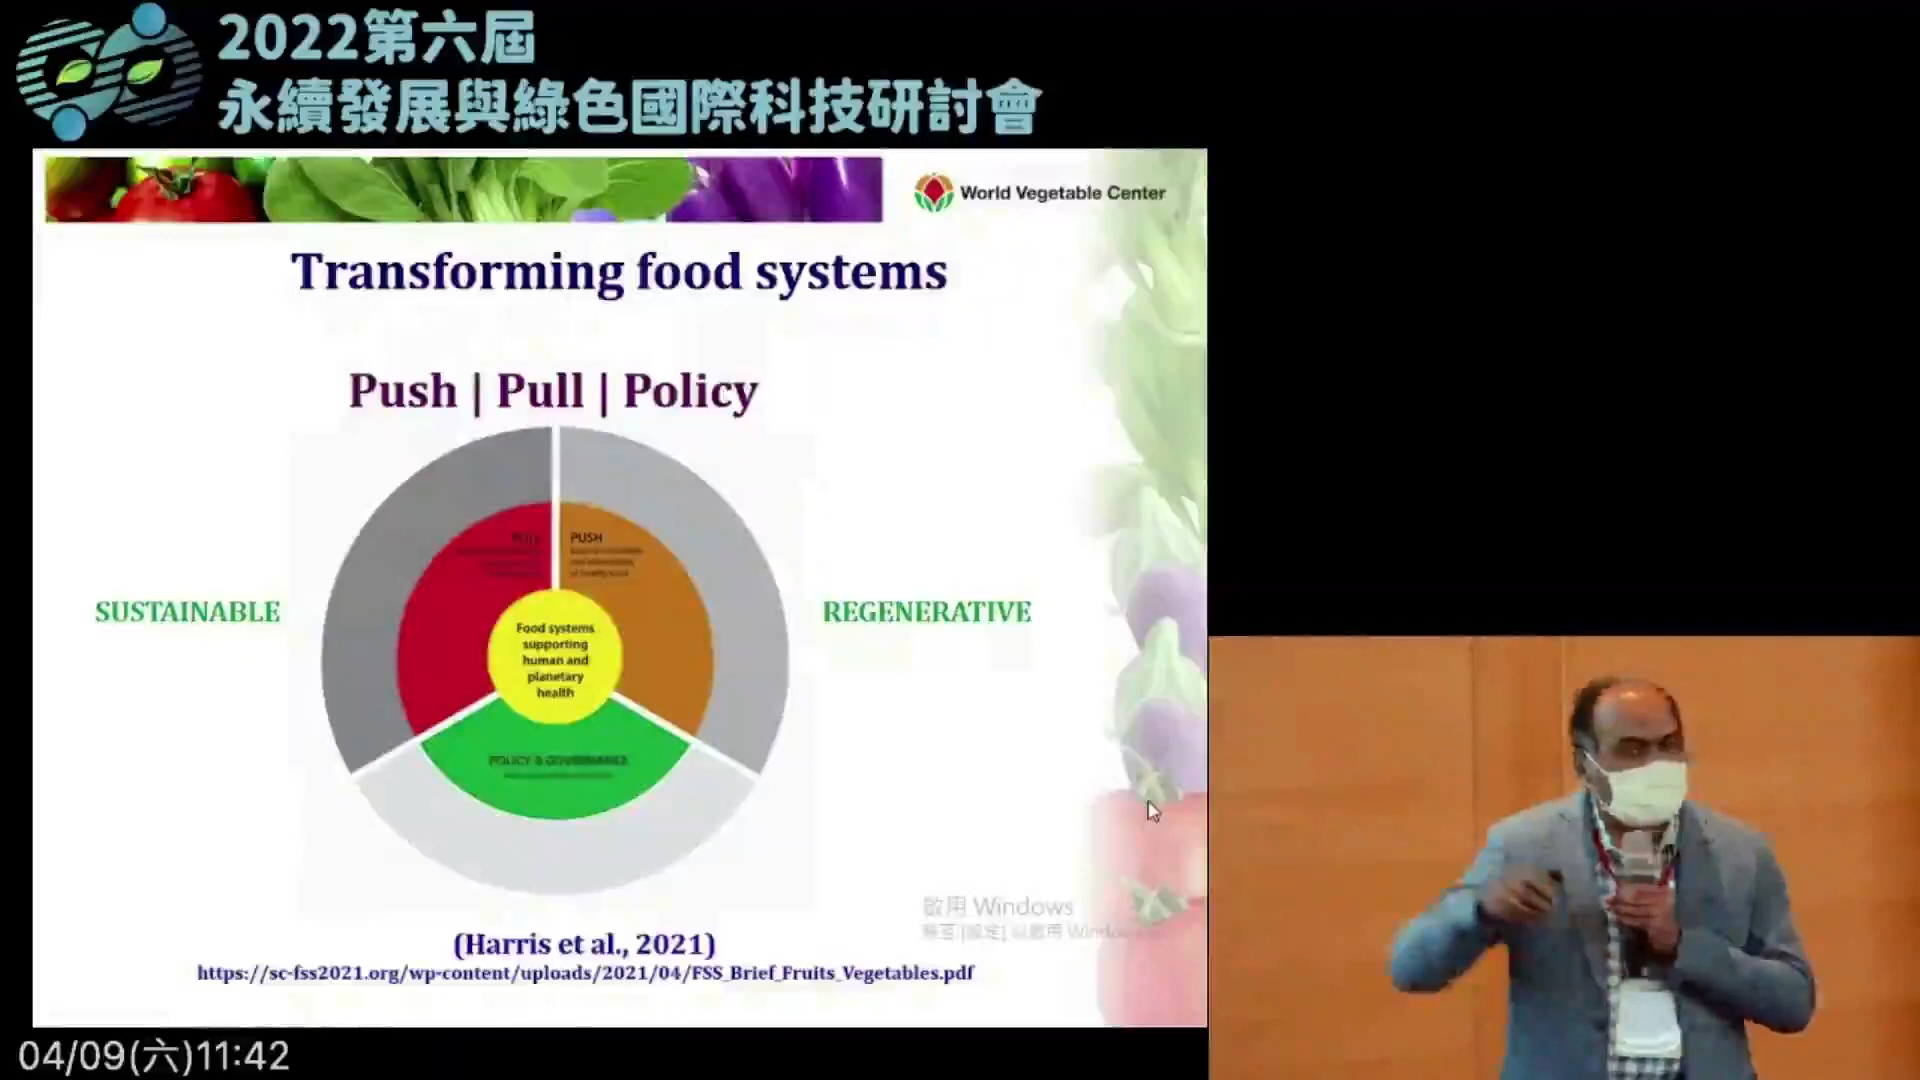 2022第六屆
永續發展與綠色國際科技研討會
World Vegetable Center
Transforming food systems
Push | Pull | Policy
PUSH
SUSTAINABLE
REGENERATIVE
Food systems
supporting
human and
planetary
health
POLICY & GOVERNANCE
啟用 Windows
(Harris et al., 2021)
https://sc-fss2021.org/wp-content/uploads/2021/04/FSS_Brief_Fruits_Vegetables.pdf
04/09(六)11:42